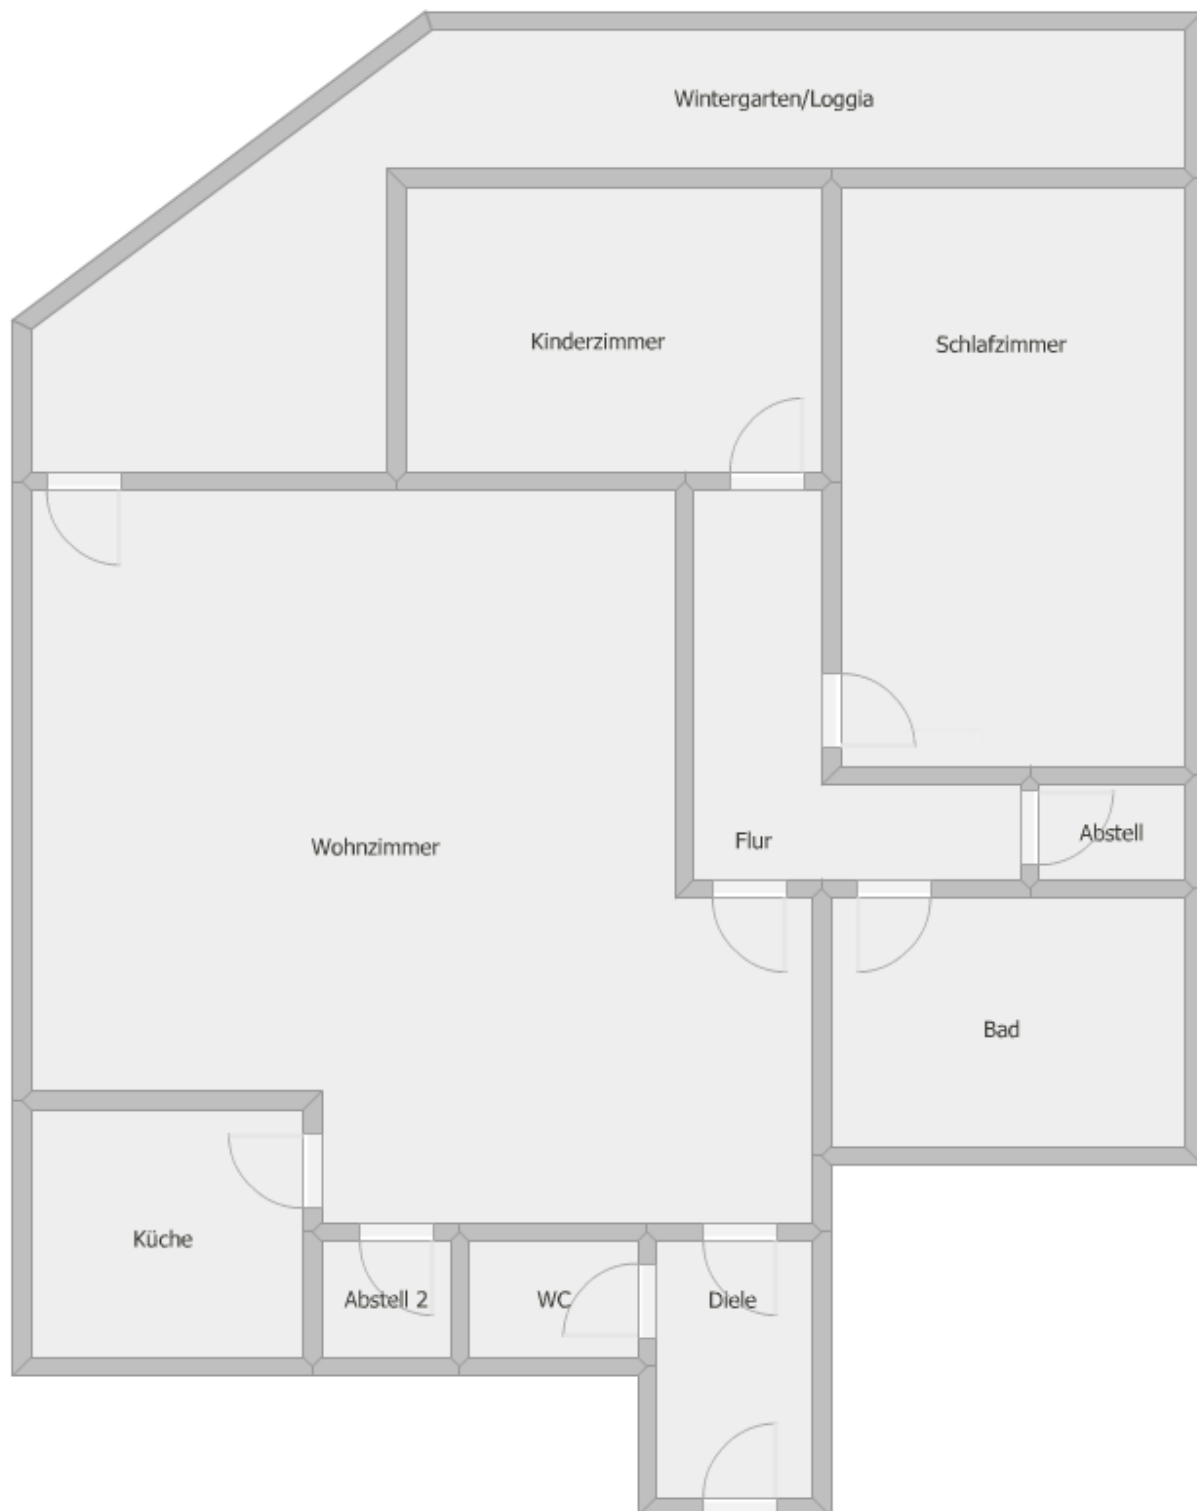 Wintergarten/Loggia
Kinderzimmer
Schlafzimmer
Wohnzimmer
Flur
Abstell
Bad
Küche
Abstell 2
WC
Diele